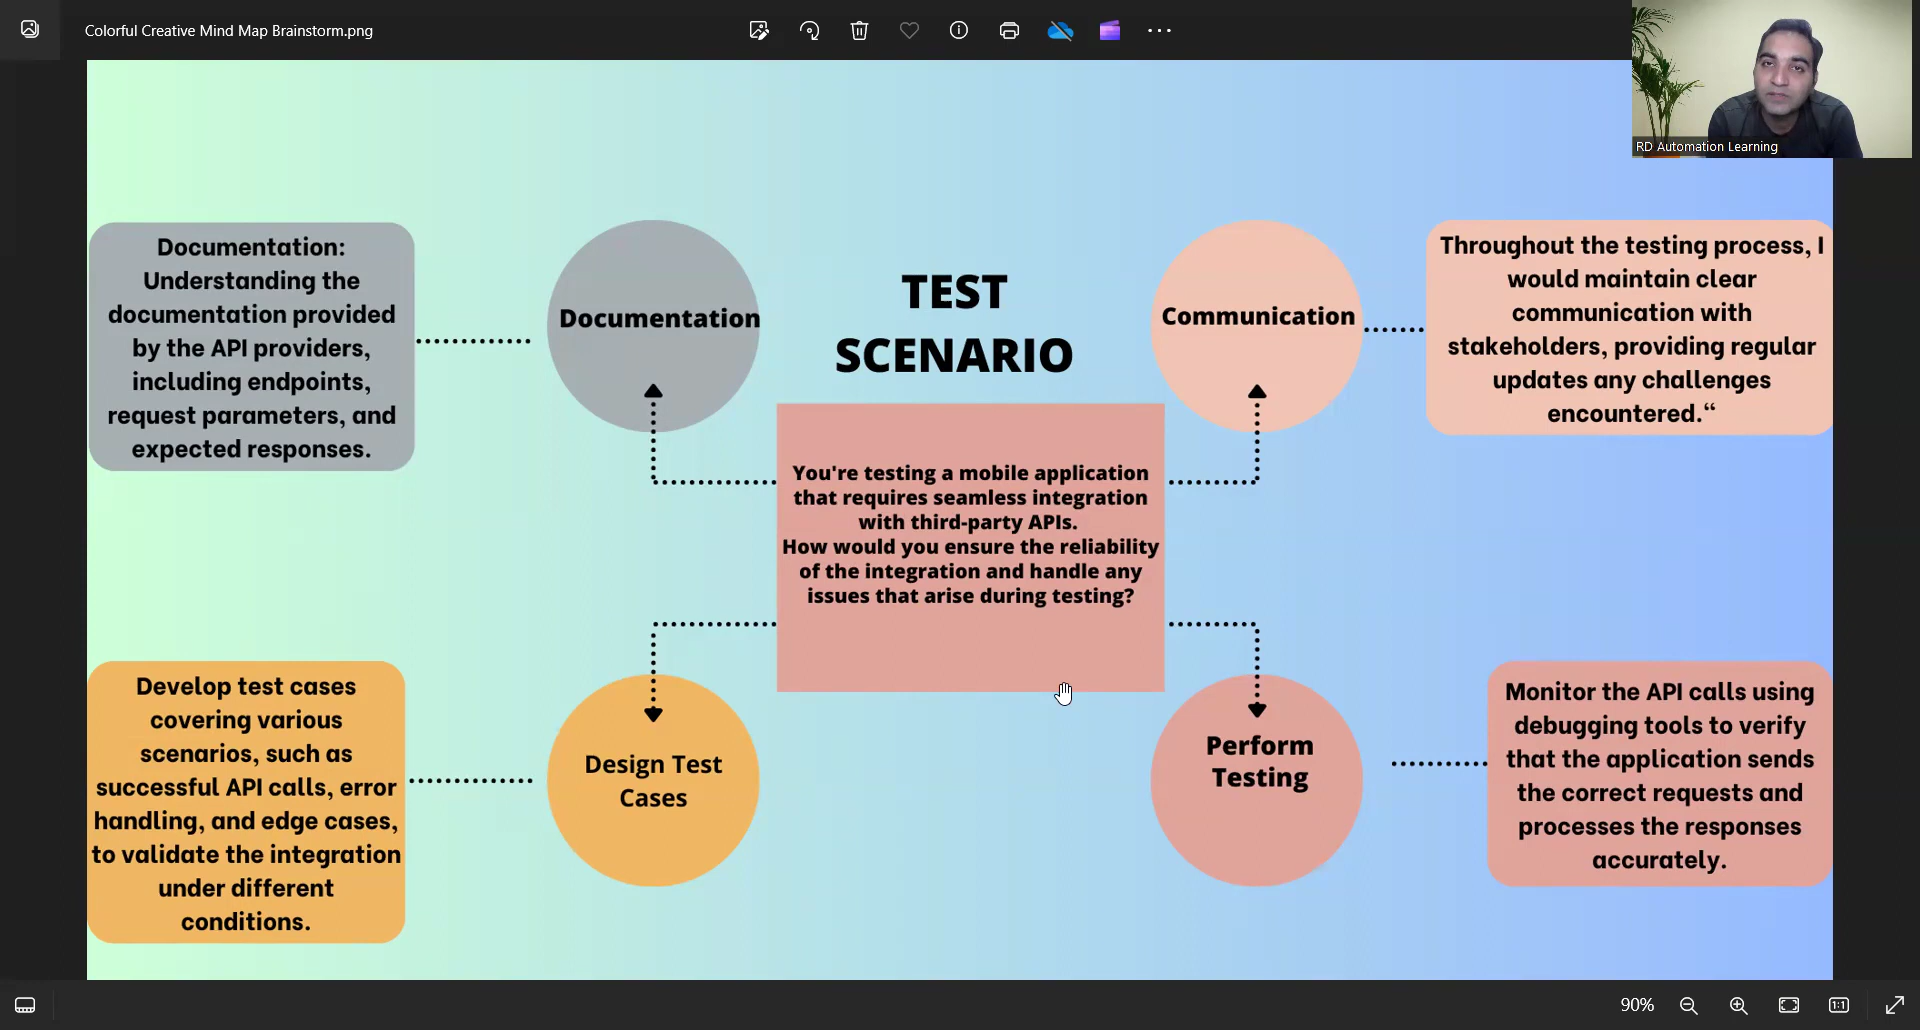 Colorful Creative Mind Map Brainstorm.png
RD Automation Learning
TEST
SCENARIO
Documentation:
Understanding the
documentation provided
by the API providers,
including endpoints,
request parameters, and
expected responses.
Documentation
Communication
Throughout the testing process, I
would maintain clear
communication with
stakeholders, providing regular
updates any challenges
encountered.“
You're testing a mobile application
that requires seamless integration
with third-party APIs.
How would you ensure the reliability
of the integration and handle any
issues that arise during testing?
Develop test cases
covering various
scenarios, such as
successful API calls, error
handling, and edge cases,
to validate the integration
under different
conditions.
Design Test
Cases
Perform
Testing
Monitor the API calls using
debugging tools to verify
that the application sends
the correct requests and
processes the responses
accurately.
90%
1:1